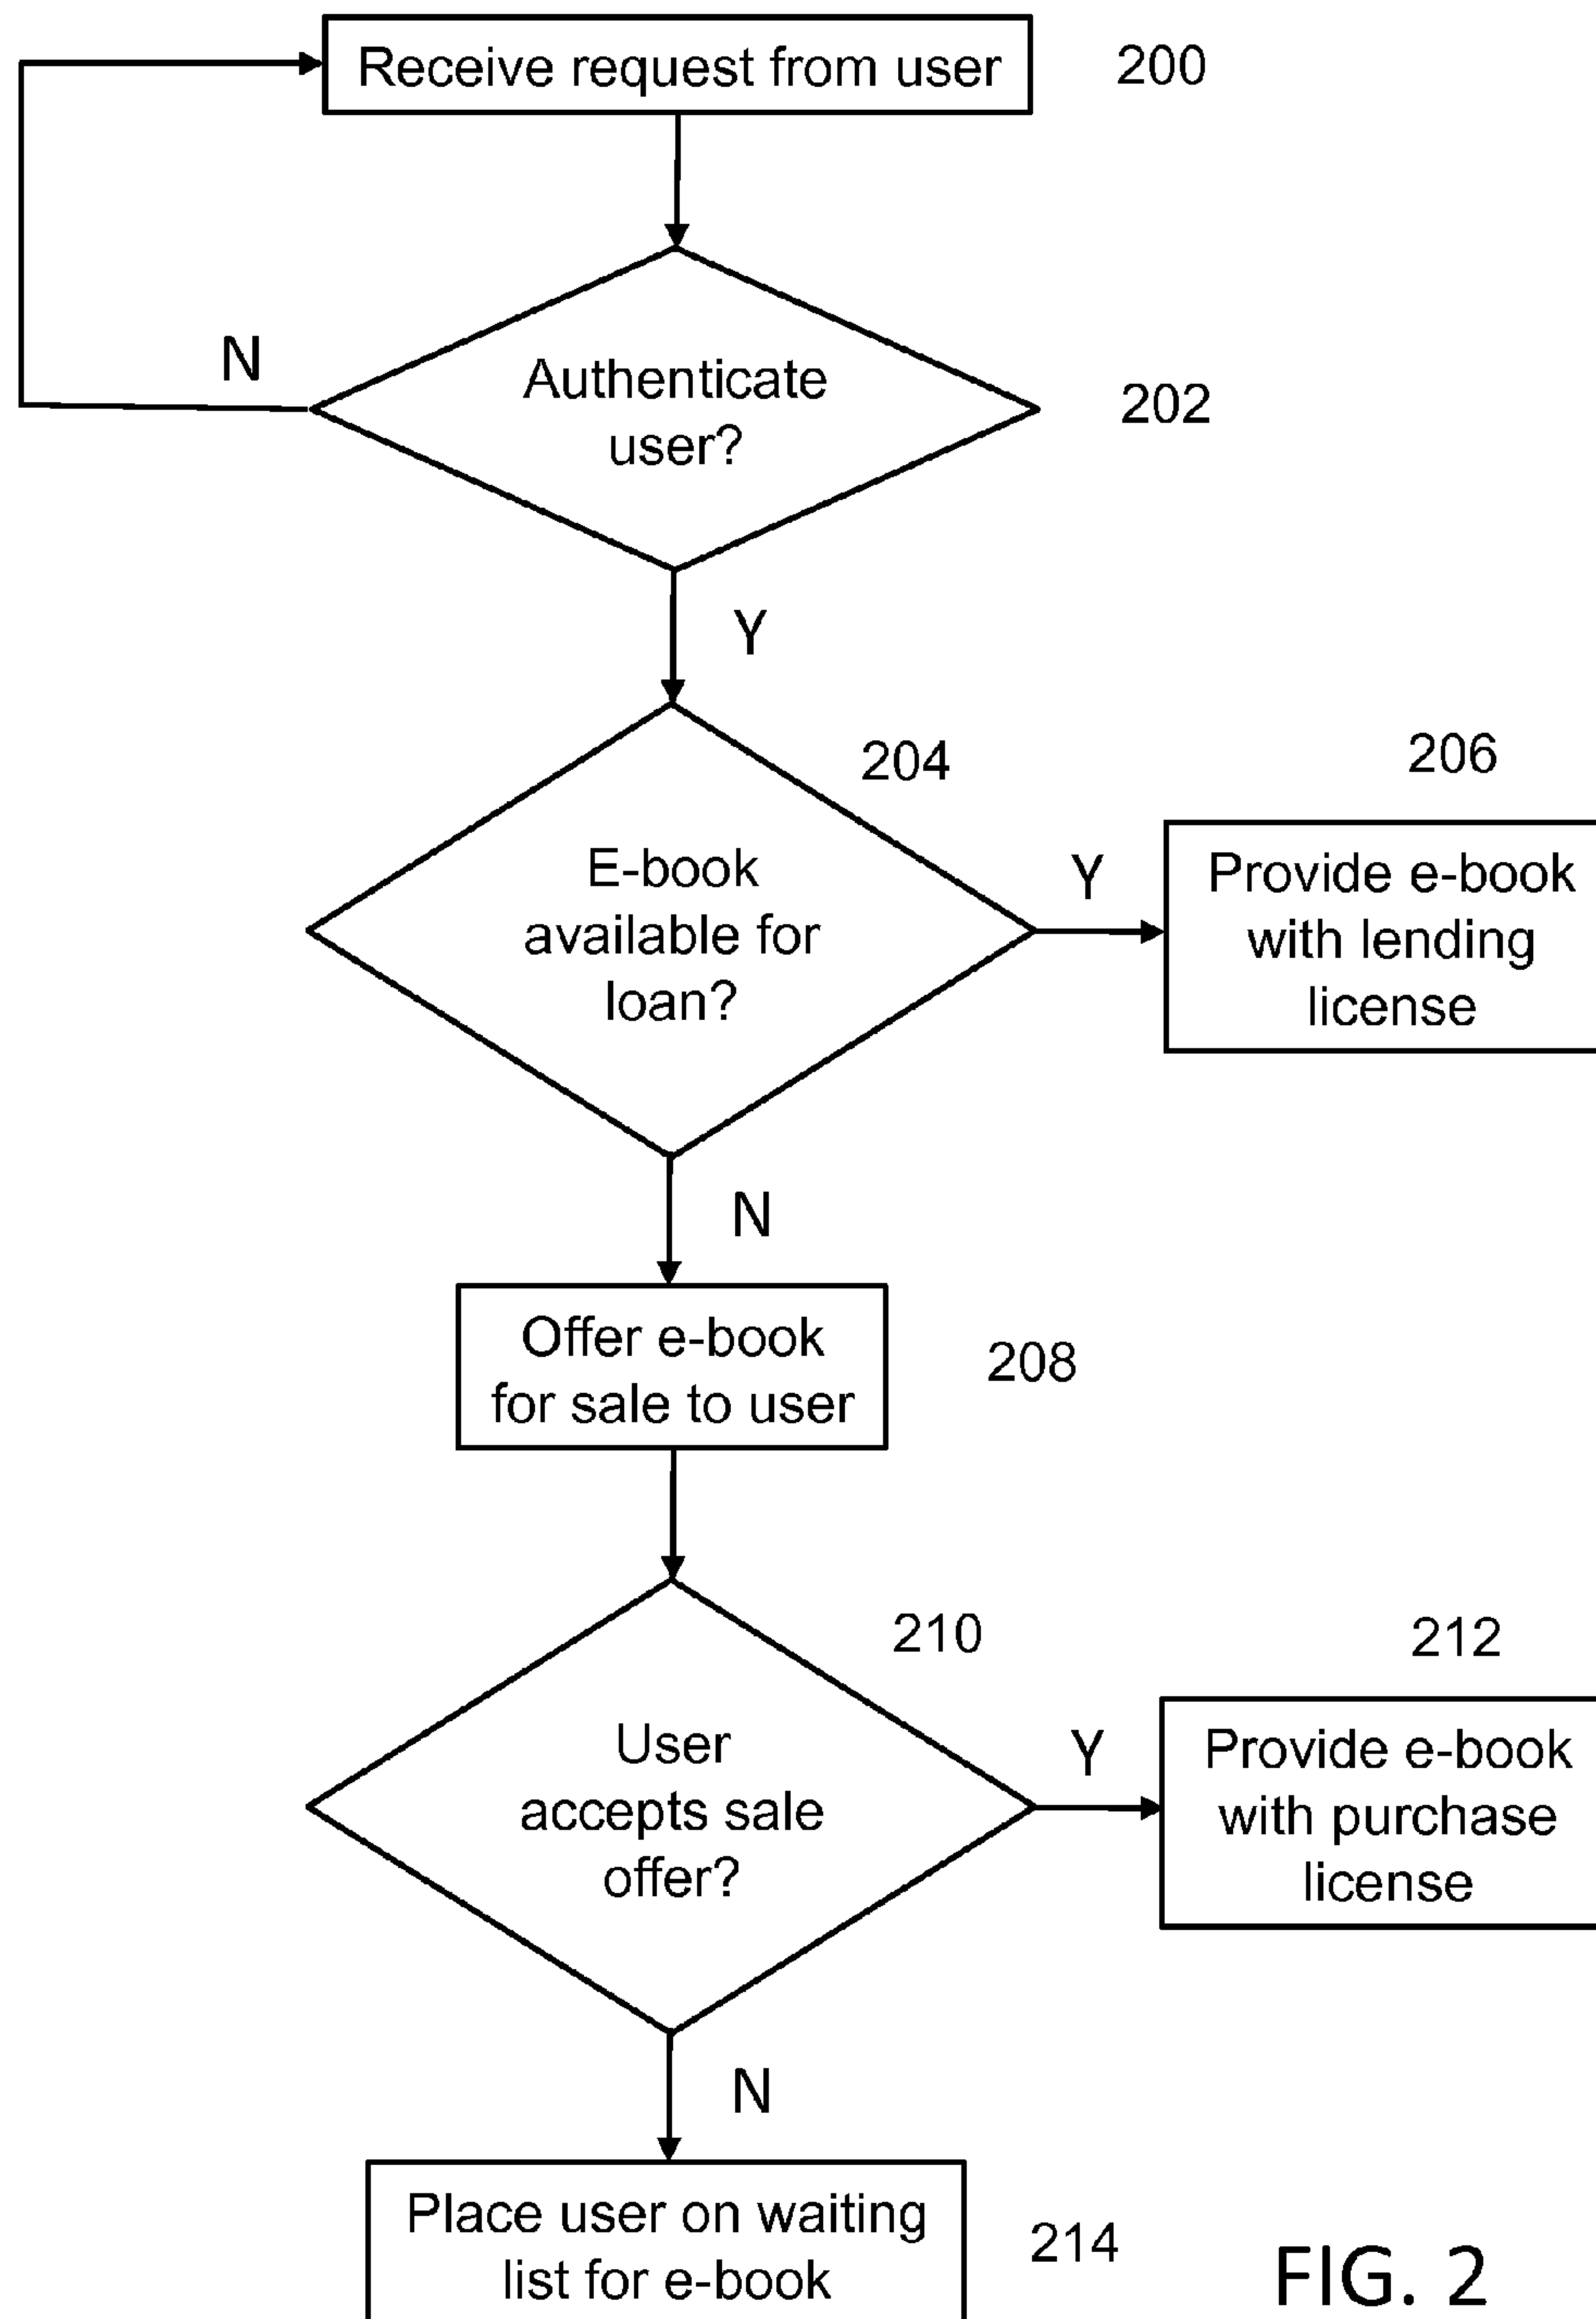 Receive request from user
200
Authenticate
user?
202
N
Y
204
E-book
available for
loan?
Y
206
Provide e-book
with lending
license
N
Offer e-book
for sale to user
208
210
User
accepts sale
offer?
Y
212
Provide e-book
with purchase
license
N
Place user on waiting
list for e-book
214
FIG. 2